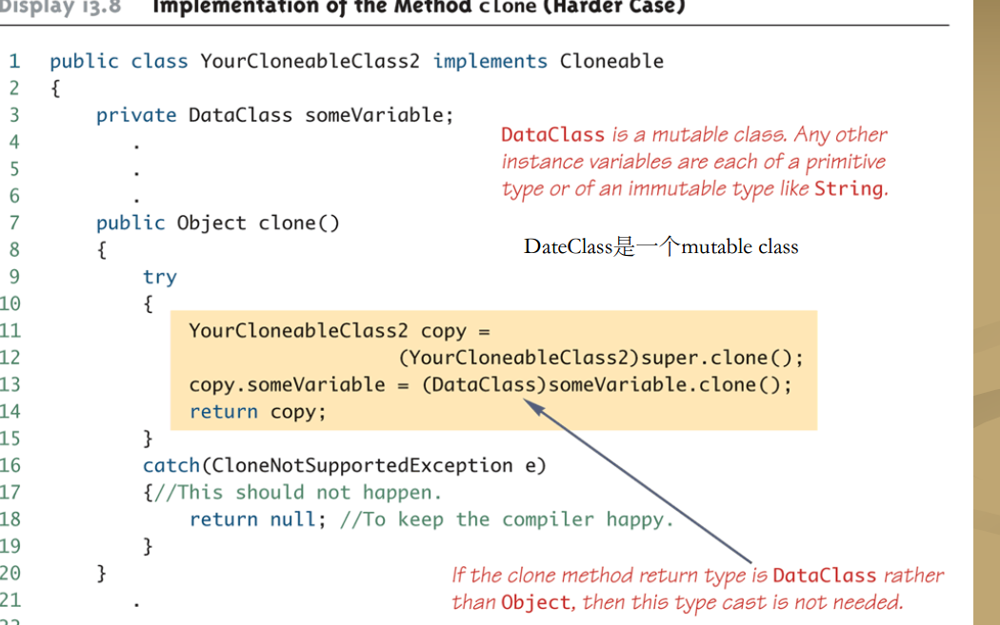 Display 13.8 Implementation of the Method clone (Harder Case)
1 public class YourCloneableClass2 implements Cloneable
2 {
3 private DataClass someVariable;
4 .
5 .
6 .
DataClass is a mutable class. Any other
instance variables are each of a primitive
type or of an immutable type like String.
7 public Object clone()
8 {
DateClass是一个mutable class
9 try
10 {
11 YourCloneableClass2 copy =
12 (YourCloneableClass2)super.clone();
13 copy.someVariable = (DataClass)someVariable.clone();
14 return copy;
15 }
16 catch(CloneNotSupportedException e)
17 {//This should not happen.
18 return null; //To keep the compiler happy.
19 }
20 }
21 .
If the clone method return type is DataClass rather
than Object, then this type cast is not needed.